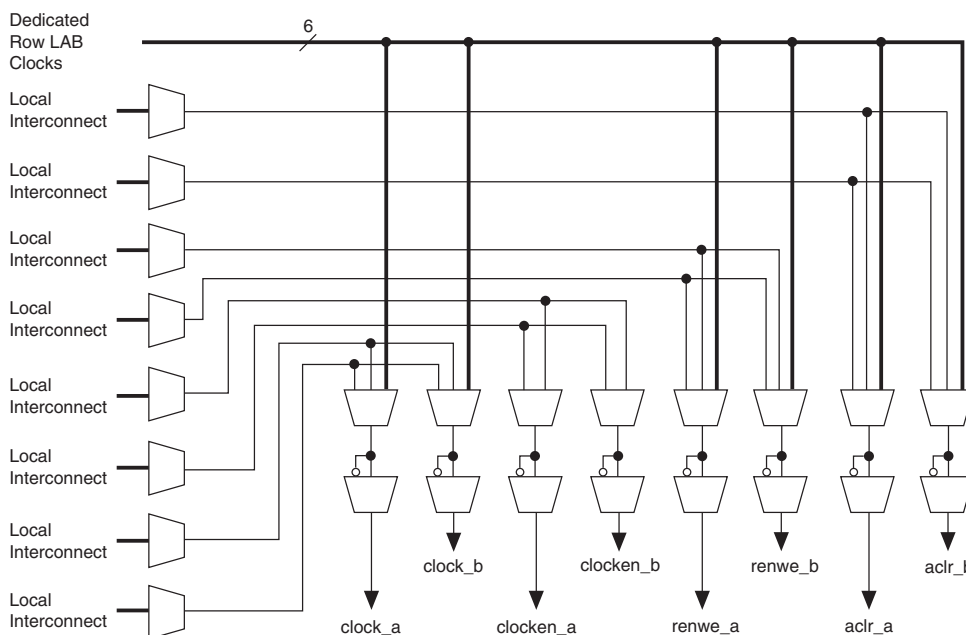 Dedicated
Row LAB
Clocks
6
Local
Interconnect
Local
Interconnect
Local
Interconnect
Local
Interconnect
Local
Interconnect
Local
Interconnect
Local
Interconnect
Local
Interconnect
clock_b
clocken_b
renwe_b
aclr_b
clock_a
clocken_a
renwe_a
aclr_a